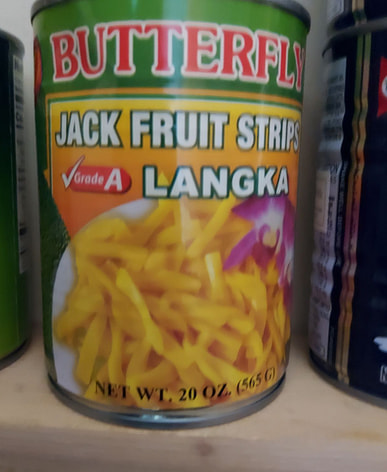 BUTTERFLY
JACK FRUIT STRIPS
Grade A
LANGKA
NET WT. 20 OZ. (565 G)